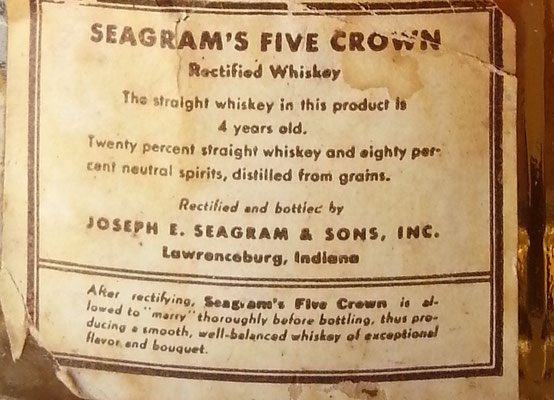 SEAGRAM'S FIVE CROWN
Rectified Whiskey
The straight whiskey in this product is
4 years old.
Twenty percent straight whiskey and eighty per-
cent neutral spirits, distilled from grains.
Rectified and bottled by
JOSEPH E. SEAGRAM & SONS, INC.
Lawrenceburg, Indiana
After rectifying, Seagram's Five Crown is al-
lowed to "marry" thoroughly before bottling, thus pro-
ducing a smooth, well-balanced whiskey of exceptional
flavor and bouquet.